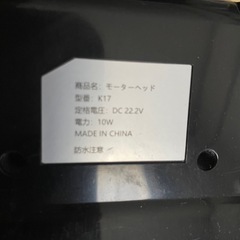 商品名：モーターヘッド
型番：K17
定格電圧：DC 22.2V
電力：10W
MADE IN CHINA
防水注意